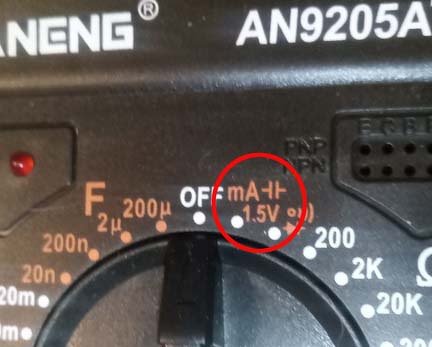 ANENG® AN9205A
E C B E
PNP
NPN
OFF mA
F 1.5V
2µ 200µ
200n
20n
20m
200
2K
20K
Ω